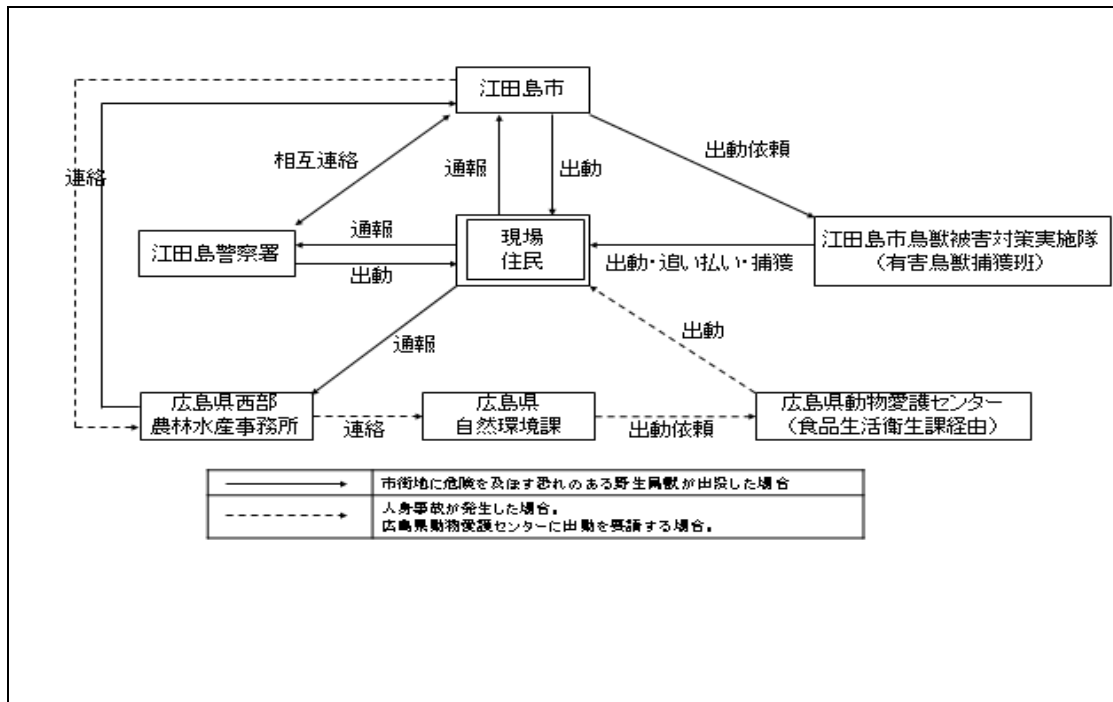 江田島市
出動依頼
相互連絡
連絡
通報
出動
通報
現場
住民
江田島警察署
出動
江田島市鳥獣被害対策実施隊
（有害鳥獣捕獲班）
出動・追い払い・捕獲
出動
通報
広島県西部
農林水産事務所
連絡
広島県
自然環境課
出動依頼
広島県動物愛護センター
（食品生活衛生課経由）
市街地に危険を及ぼす恐れのある野生鳥獣が出没した場合
人身事故が発生した場合。
広島県動物愛護センターに出動を要請する場合。